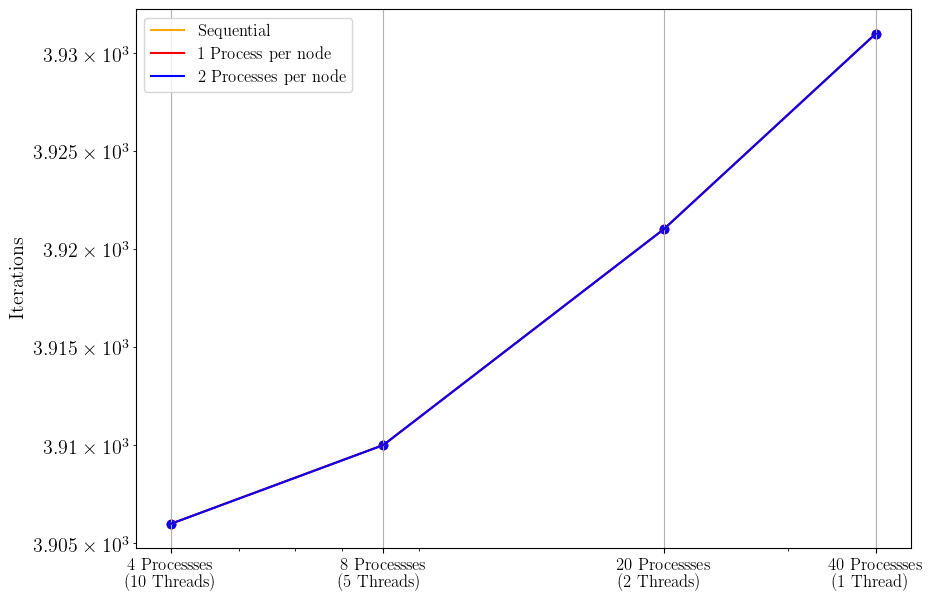 Sequential
1 Process per node
2 Processes per node
3.93 × 10³
3.925 × 10³
3.92 × 10³
3.915 × 10³
3.91 × 10³
3.905 × 10³
Iterations
4 Processses
(10 Threads)
8 Processses
(5 Threads)
20 Processses
(2 Threads)
40 Processses
(1 Thread)